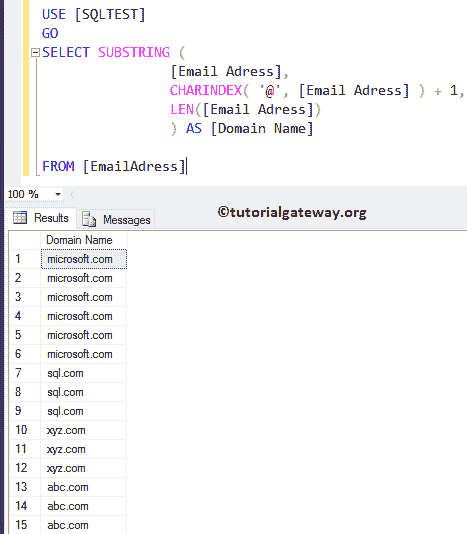 USE [SQLTEST]
GO
SELECT SUBSTRING (
[Email Adress],
CHARINDEX( '@', [Email Adress] ) + 1,
LEN([Email Adress])
) AS [Domain Name]
FROM [EmailAdress]
100 %
Results Messages
©tutorialgateway.org
Domain Name
1 microsoft.com
2 microsoft.com
3 microsoft.com
4 microsoft.com
5 microsoft.com
6 microsoft.com
7 sql.com
8 sql.com
9 sql.com
10 xyz.com
11 xyz.com
12 xyz.com
13 abc.com
14 abc.com
15 abc.com